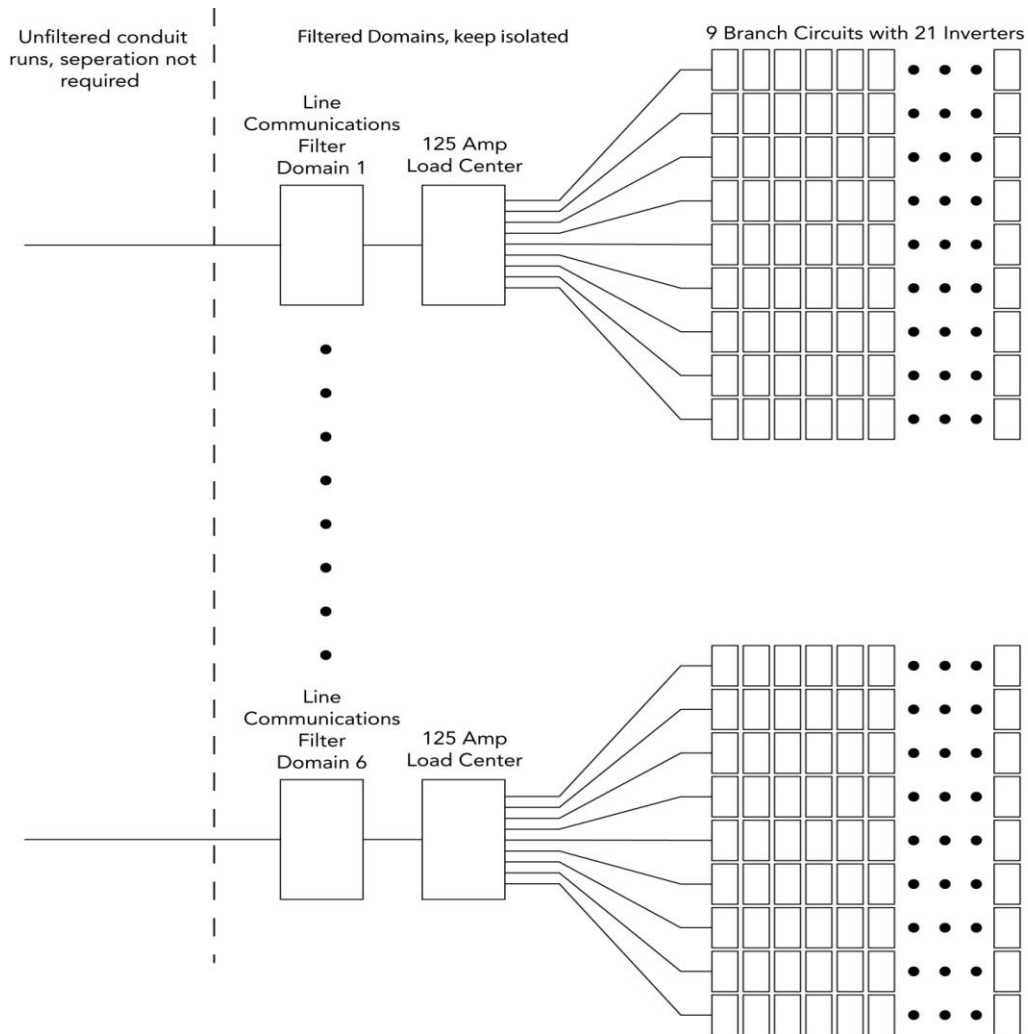 Unfiltered conduit
runs, seperation not
required
Filtered Domains, keep isolated
9 Branch Circuits with 21 Inverters
Line
Communications
Filter
Domain 1
125 Amp
Load Center
Line
Communications
Filter
Domain 6
125 Amp
Load Center